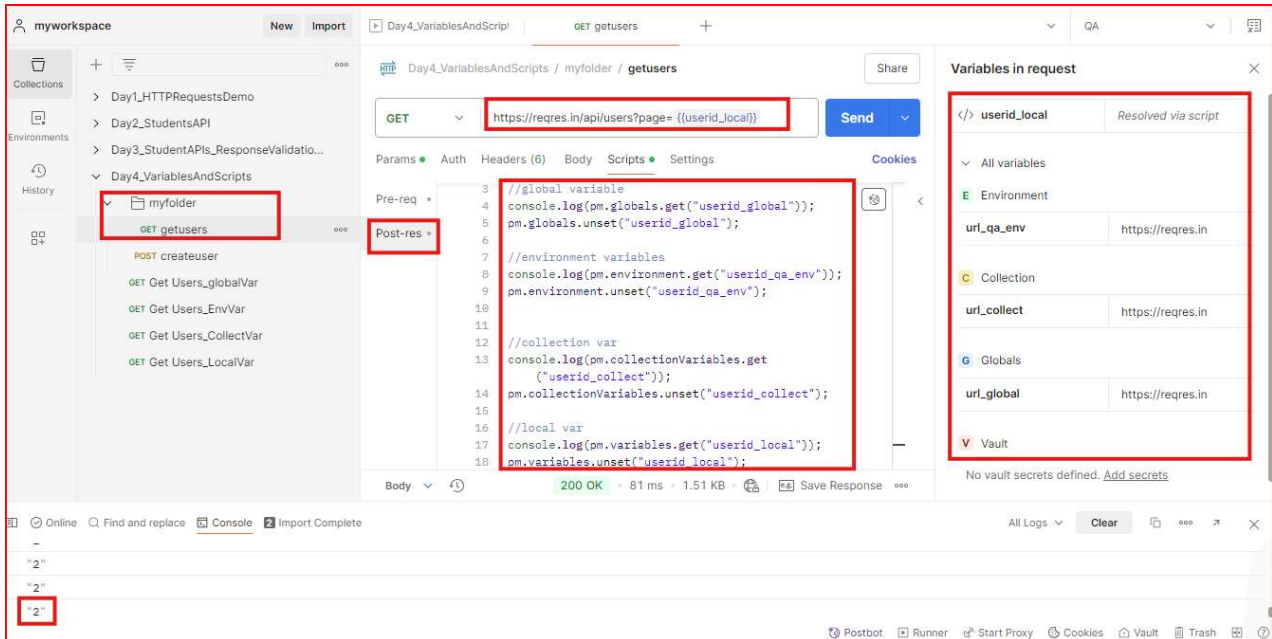 myworkspace
New
Import
Day4_VariablesAndScript
GET getusers
QA
Collections
Environments
History
Day1_HTTPRequestsDemo
Day2_StudentsAPI
Day3_StudentAPIs_ResponseValidatio...
Day4_VariablesAndScripts
myfolder
GET getusers
POST createuser
GET Get Users_globalVar
GET Get Users_EnvVar
GET Get Users_CollectVar
GET Get Users_LocalVar
HTTP Day4_VariablesAndScripts / myfolder / getusers
Share
GET
https://reqres.in/api/users?page= {{userid_local}}
Send
Params Auth Headers (6) Body Scripts Settings
Cookies
Pre-req
Post-res
3 //global variable
4 console.log(pm.globals.get("userid_global"));
5 pm.globals.unset("userid_global");
6
7 //environment variables
8 console.log(pm.environment.get("userid_qa_env"));
9 pm.environment.unset("userid_qa_env");
10
11
12 //collection var
13 console.log(pm.collectionVariables.get
("userid_collect"));
14 pm.collectionVariables.unset("userid_collect");
15
16 //local var
17 console.log(pm.variables.get("userid_local"));
18 pm.variables.unset("userid_local");
Body
200 OK 81 ms 1.51 KB
e.g. Save Response
Variables in request
</> userid_local Resolved via script
All variables
E Environment
url_qa_env https://reqres.in
C Collection
url_collect https://reqres.in
G Globals
url_global https://reqres.in
V Vault
No vault secrets defined. Add secrets
Online Find and replace Console 2 Import Complete
All Logs Clear
"2"
"2"
"2"
Postbot Runner Start Proxy Cookies Vault Trash